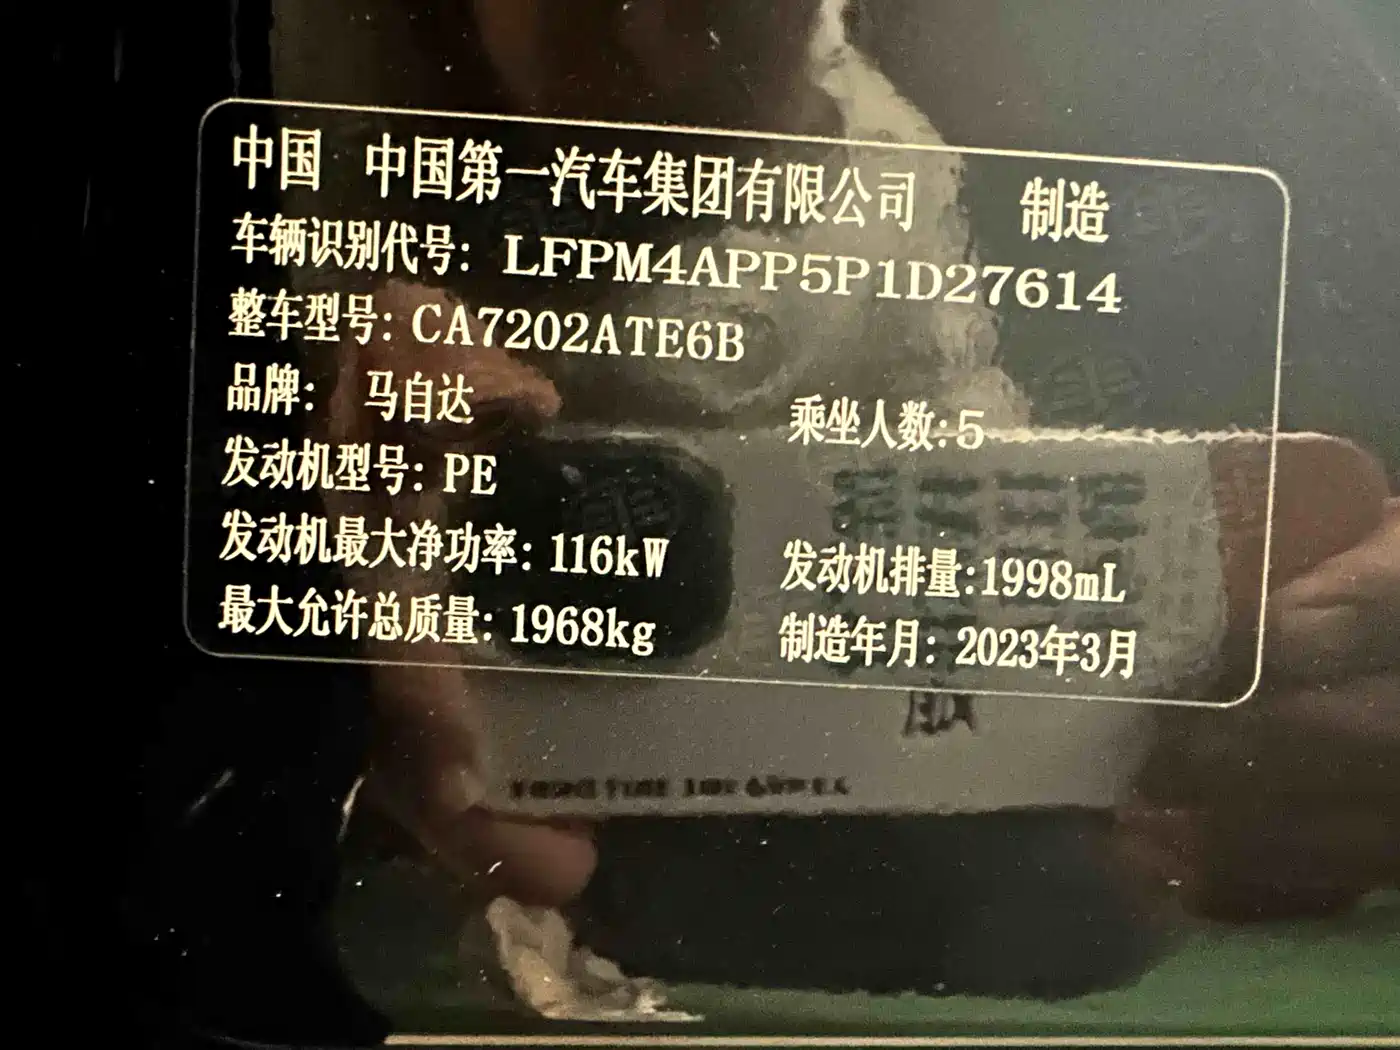 中国 中国第一汽车集团有限公司 制造
车辆识别代号: LFPM4APP5P1D27614
整车型号: CA7202ATE6B
品牌: 马自达 乘坐人数:5
发动机型号: PE
发动机最大净功率: 116kW 发动机排量:1998mL
最大允许总质量: 1968kg 制造年月: 2023年3月